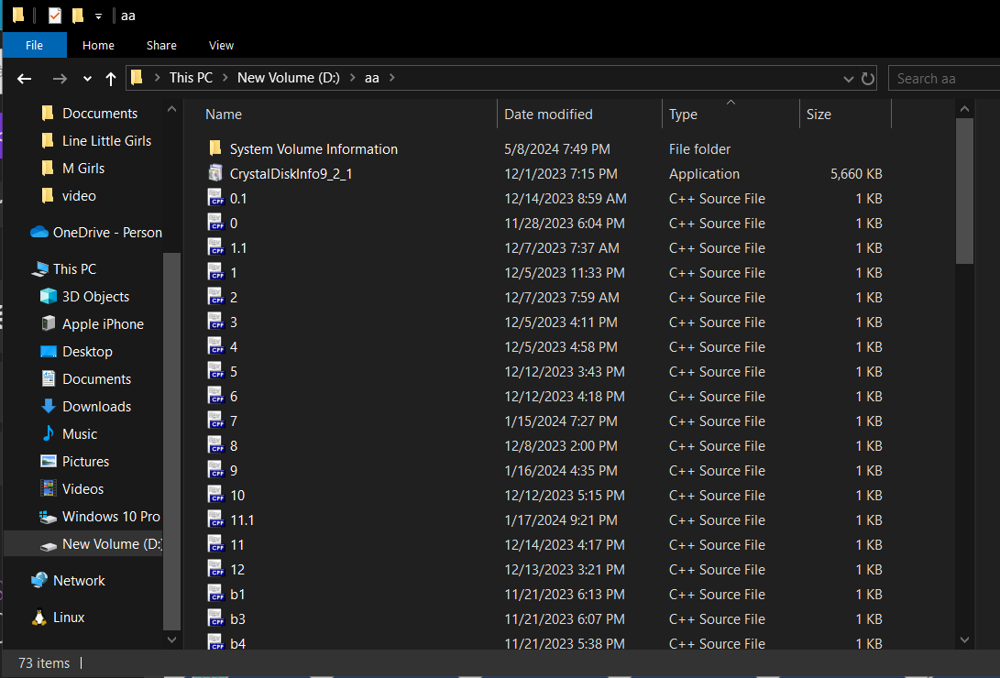 aa
File Home Share View
This PC New Volume (D:) aa Search aa
Doccuments
Line Little Girls
M Girls
video
OneDrive - Person
This PC
3D Objects
Apple iPhone
Desktop
Documents
Downloads
Music
Pictures
Videos
Windows 10 Pro
New Volume (D:)
Network
Linux
Name Date modified Type Size
System Volume Information 5/8/2024 7:49 PM File folder
CrystalDiskInfo9_2_1 12/1/2023 7:15 PM Application 5,660 KB
0.1 12/14/2023 8:59 AM C++ Source File 1 KB
0 11/28/2023 6:04 PM C++ Source File 1 KB
1.1 12/7/2023 7:37 AM C++ Source File 1 KB
1 12/5/2023 11:33 PM C++ Source File 1 KB
2 12/7/2023 7:59 AM C++ Source File 1 KB
3 12/5/2023 4:11 PM C++ Source File 1 KB
4 12/5/2023 4:58 PM C++ Source File 1 KB
5 12/12/2023 3:43 PM C++ Source File 1 KB
6 12/12/2023 4:18 PM C++ Source File 1 KB
7 1/15/2024 7:27 PM C++ Source File 1 KB
8 12/8/2023 2:00 PM C++ Source File 1 KB
9 1/16/2024 4:35 PM C++ Source File 1 KB
10 12/12/2023 5:15 PM C++ Source File 1 KB
11.1 1/17/2024 9:21 PM C++ Source File 1 KB
11 12/14/2023 4:17 PM C++ Source File 1 KB
12 12/13/2023 3:21 PM C++ Source File 1 KB
b1 11/21/2023 6:13 PM C++ Source File 1 KB
b3 11/21/2023 6:07 PM C++ Source File 1 KB
b4 11/21/2023 5:38 PM C++ Source File 1 KB
73 items